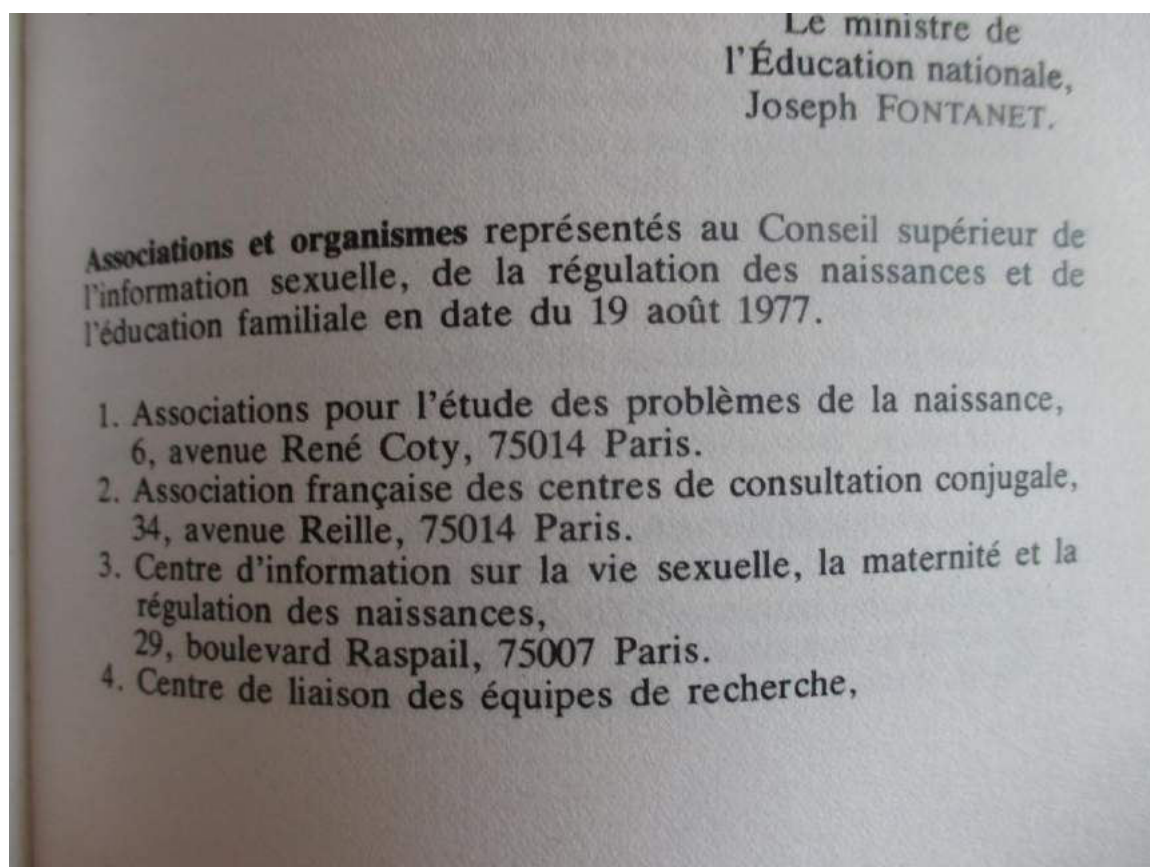 Le ministre de
l'Éducation nationale,
Joseph FONTANET.
Associations et organismes représentés au Conseil supérieur de
l'information sexuelle, de la régulation des naissances et de
l'éducation familiale en date du 19 août 1977.
1. Associations pour l'étude des problèmes de la naissance,
6, avenue René Coty, 75014 Paris.
2. Association française des centres de consultation conjugale,
34, avenue Reille, 75014 Paris.
3. Centre d'information sur la vie sexuelle, la maternité et la
régulation des naissances,
29, boulevard Raspail, 75007 Paris.
4. Centre de liaison des équipes de recherche,